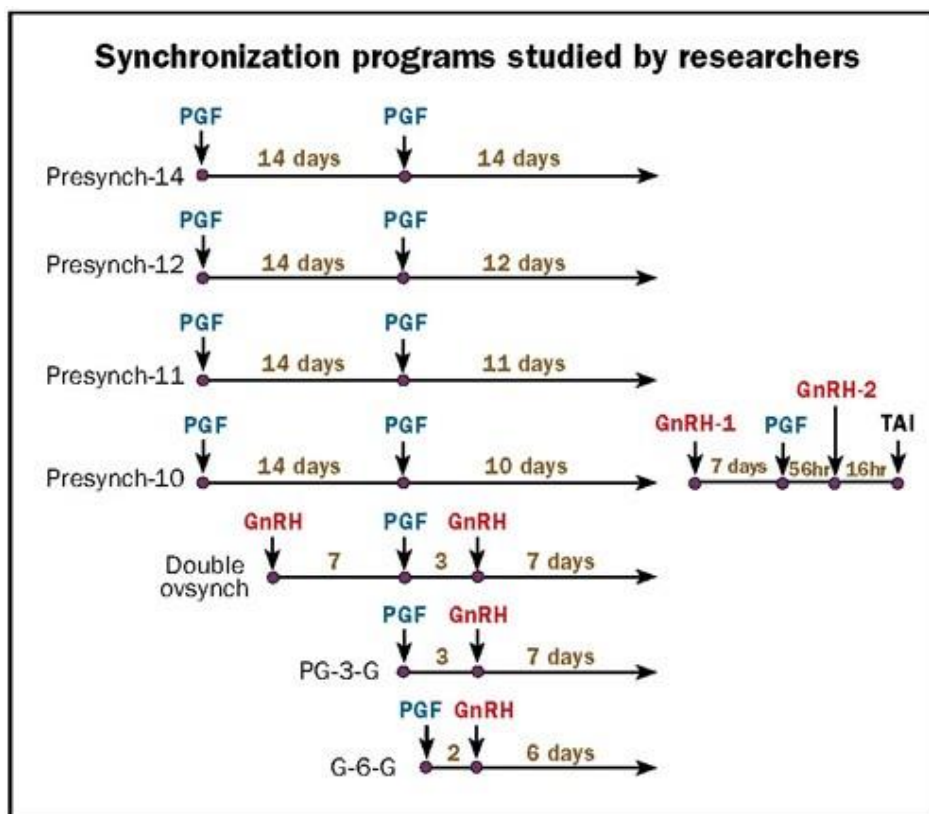 Synchronization programs studied by researchers
PGF PGF
Presynch-14 14 days 14 days
PGF PGF
Presynch-12 14 days 12 days
PGF PGF
Presynch-11 14 days 11 days
GnRH-2
PGF PGF GnRH-1 PGF TAI
Presynch-10 14 days 10 days 7 days 56hr 16hr
GnRH PGF GnRH
Double
ovsynch 7 3 7 days
PGF GnRH
PG-3-G 3 7 days
PGF GnRH
G-6-G 2 6 days